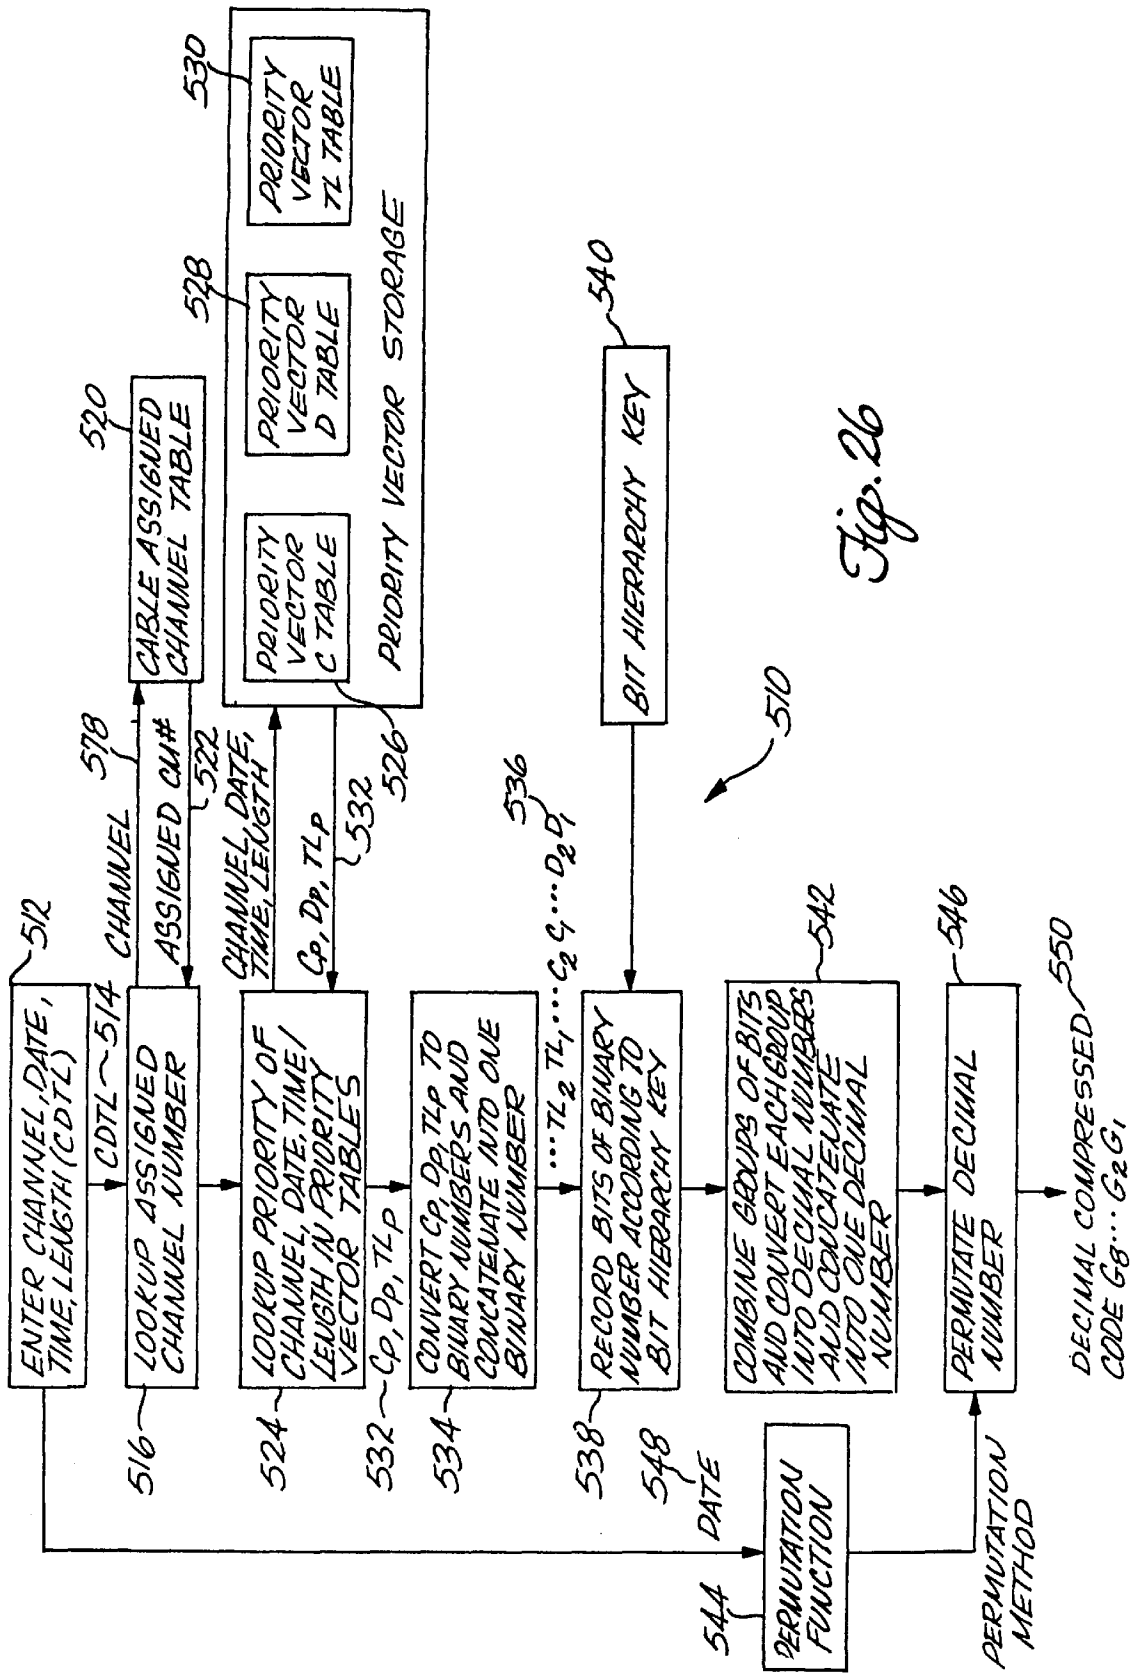 512
ENTER CHANNEL, DATE,
TIME, LENGTH (CDTL)
CDTL~514
CHANNEL
578
520
CABLE ASSIGNED
CHANNEL TABLE
516
LOOKUP ASSIGNED
CHANNEL NUMBER
ASSIGNED CM#
522
CHANNEL, DATE,
TIME, LENGTH
524
LOOKUP PRIORITY OF
CHANNEL, DATE, TIME/
LENGTH IN PRIORITY
VECTOR TABLES
CP, DP, TLP
532
526
PRIORITY
VECTOR
C TABLE
528
PRIORITY
VECTOR
D TABLE
530
PRIORITY
VECTOR
TL TABLE
PRIORITY VECTOR STORAGE
532~CP, DP, TLP
534
CONVERT CP, DP, TLP TO
BINARY NUMBERS AND
CONCATENATE INTO ONE
BINARY NUMBER
...TL2 TL1,...C2 C1...D2 D1
536
538
RECORD BITS OF BINARY
NUMBER ACCORDING TO
BIT HIERARCHY KEY
540
BIT HIERARCHY KEY
510
542
COMBINE GROUPS OF BITS
AND CONVERT EACH GROUP
INTO DECIMAL NUMBERS
AND CONCATENATE
INTO ONE DECIMAL
NUMBER
548
DATE
544
PERMUTATION
FUNCTION
PERMUTATION
METHOD
546
PERMUTATE DECIMAL
NUMBER
DECIMAL COMPRESSED
CODE G8...G2G1
550
Fig. 26